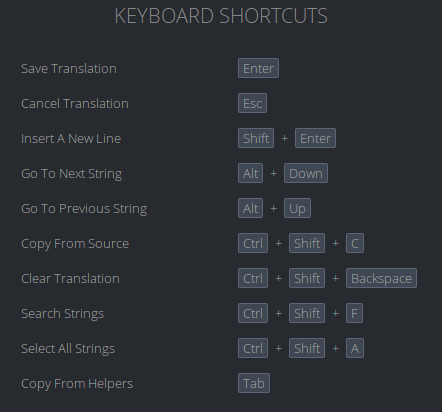 KEYBOARD SHORTCUTS
Save Translation Enter
Cancel Translation Esc
Insert A New Line Shift + Enter
Go To Next String Alt + Down
Go To Previous String Alt + Up
Copy From Source Ctrl + Shift + C
Clear Translation Ctrl + Shift + Backspace
Search Strings Ctrl + Shift + F
Select All Strings Ctrl + Shift + A
Copy From Helpers Tab